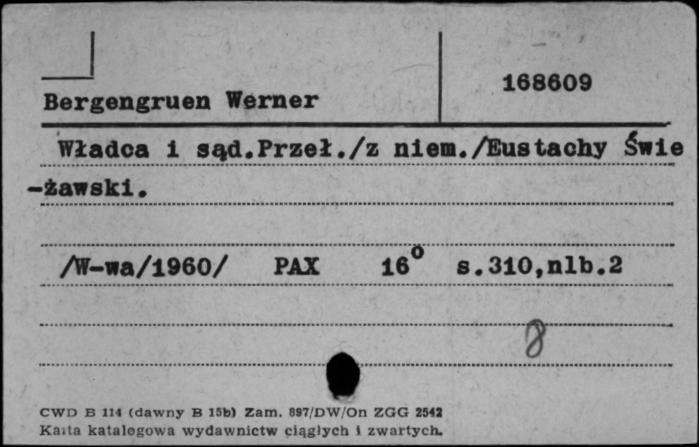 168609
Bergengruen Werner
Władca i sąd.Przeł./z niem./Eustachy Świe
-żawski.
/W-wa/1960/ PAX 16° s.310,nlb.2
8
CWD B 114 (dawny B 15b) Zam. 897/DW/On ZGG 2542
Karta katalogowa wydawnictw ciągłych i zwartych.